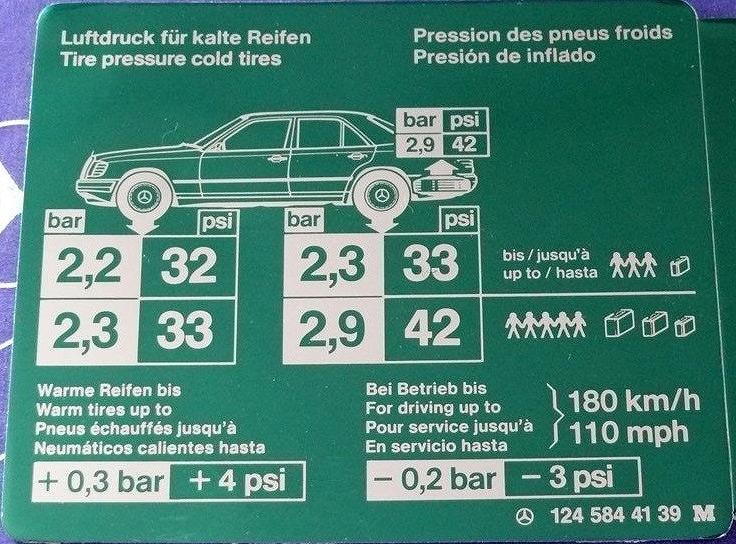 Luftdruck für kalte Reifen
Tire pressure cold tires
Pression des pneus froids
Presión de inflado
bar psi
2,9 42
bar psi bar psi
2,2 32 2,3 33
bis / jusqu'à
up to / hasta
2,3 33 2,9 42
Warme Reifen bis
Warm tires up to
Pneus échauffés jusqu'à
Neumáticos calientes hasta
+ 0,3 bar + 4 psi
Bei Betrieb bis
For driving up to
Pour service jusqu'à
En servicio hasta
180 km/h
110 mph
− 0,2 bar − 3 psi
124 584 41 39 M